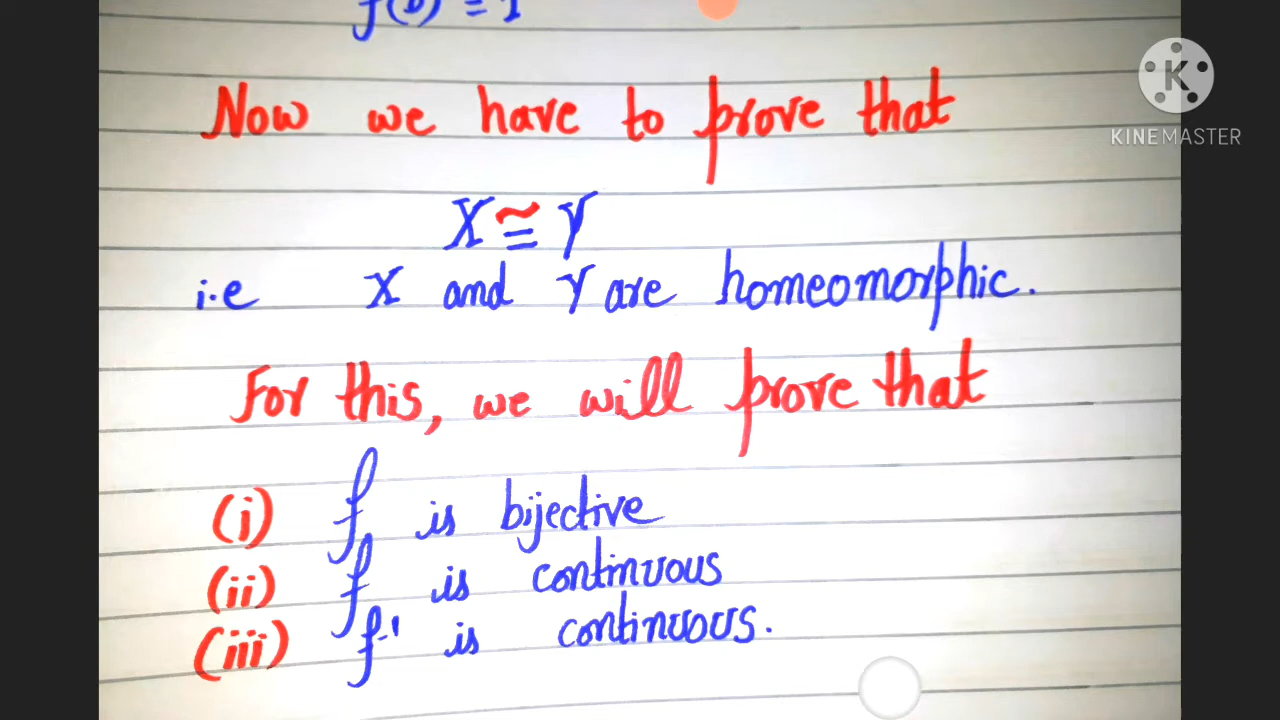 f(b) = 1
Now we have to prove that
X ≅ Y
i.e X and Y are homeomorphic.
For this, we will prove that
(i) f is bijective
(ii) f is continuous
(iii) f⁻¹ is continuous.
K
KINEMASTER